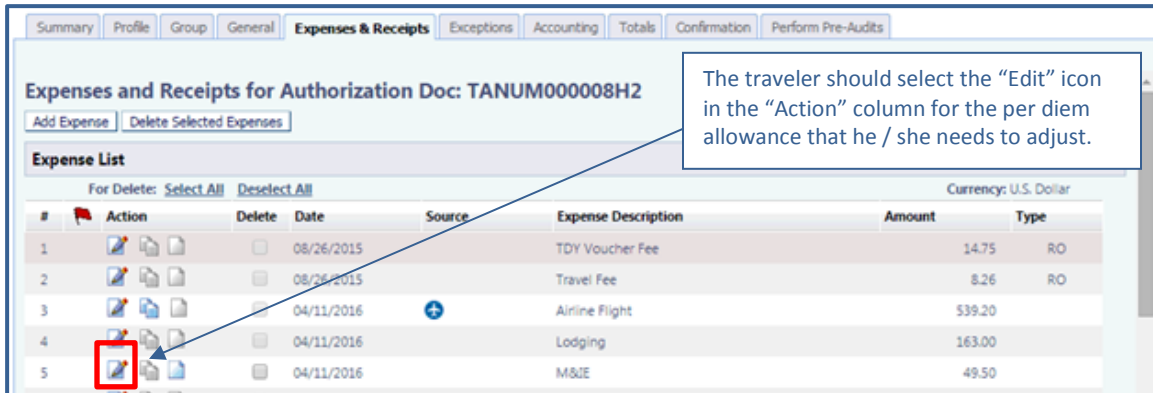 Summary Profile Group General Expenses & Receipts Exceptions Accounting Totals Confirmation Perform Pre-Audits
The traveler should select the “Edit” icon
in the “Action” column for the per diem
allowance that he / she needs to adjust.
Expenses and Receipts for Authorization Doc: TANUM000008H2
Add Expense Delete Selected Expenses
Expense List
For Delete: Select All Deselect All Currency: U.S. Dollar
# Action Delete Date Source Expense Description Amount Type
1 08/26/2015 TDY Voucher Fee 14.75 RO
2 08/26/2015 Travel Fee 8.26 RO
3 04/11/2016 Airline Flight 539.20
4 04/11/2016 Lodging 163.00
5 04/11/2016 M&IE 49.50